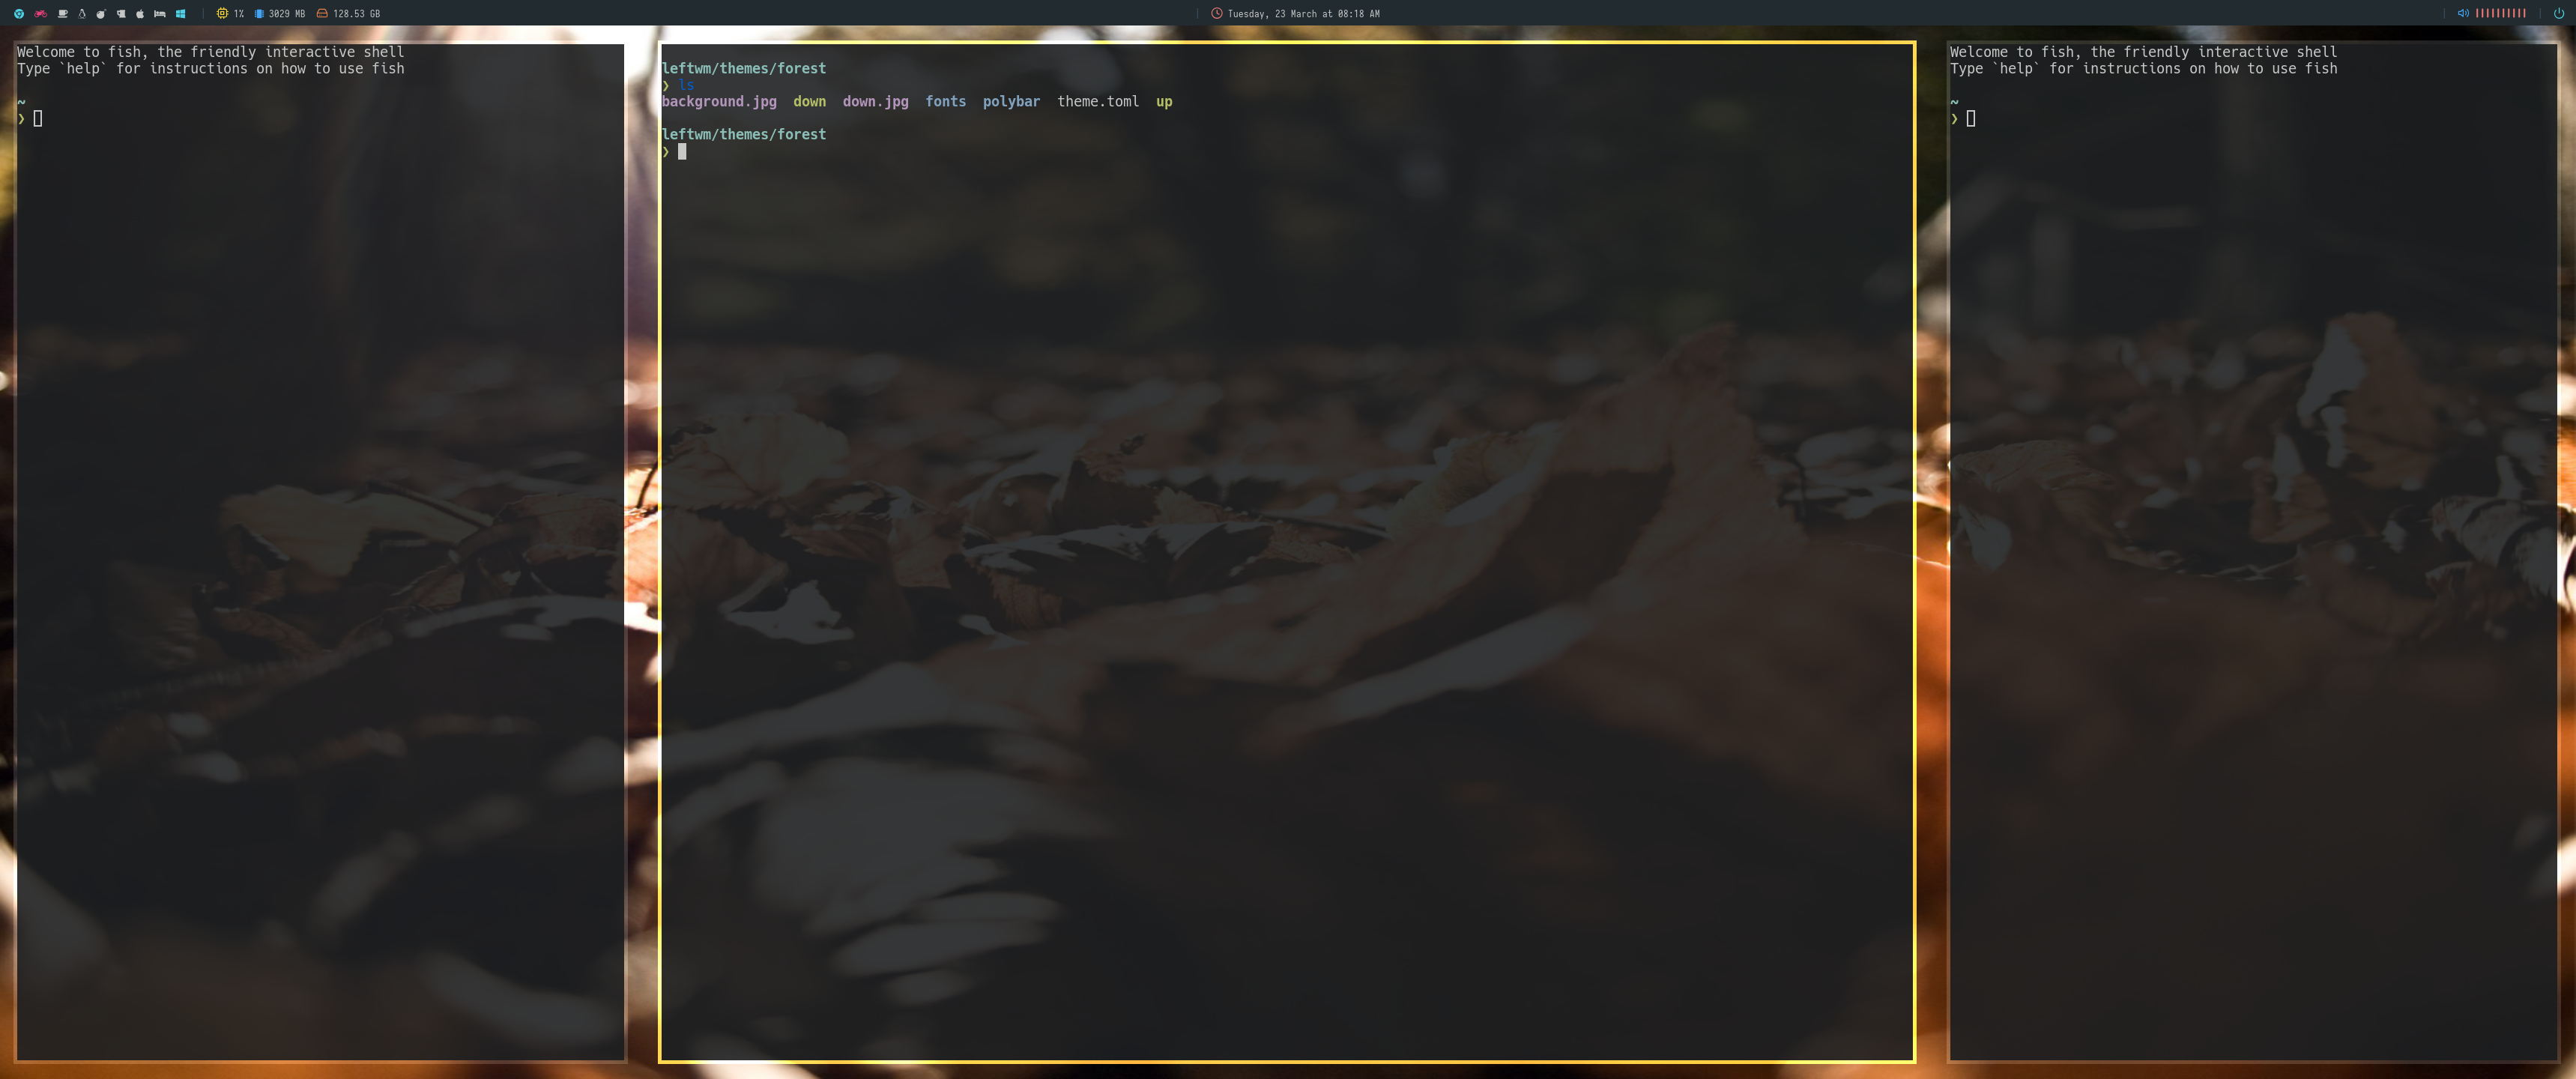 1% 3029 MB 128.53 GB Tuesday, 23 March at 08:18 AM
Welcome to fish, the friendly interactive shell
Type `help` for instructions on how to use fish
~
❯
leftwm/themes/forest
❯ ls
background.jpg down down.jpg fonts polybar theme.toml up
leftwm/themes/forest
❯
Welcome to fish, the friendly interactive shell
Type `help` for instructions on how to use fish
~
❯